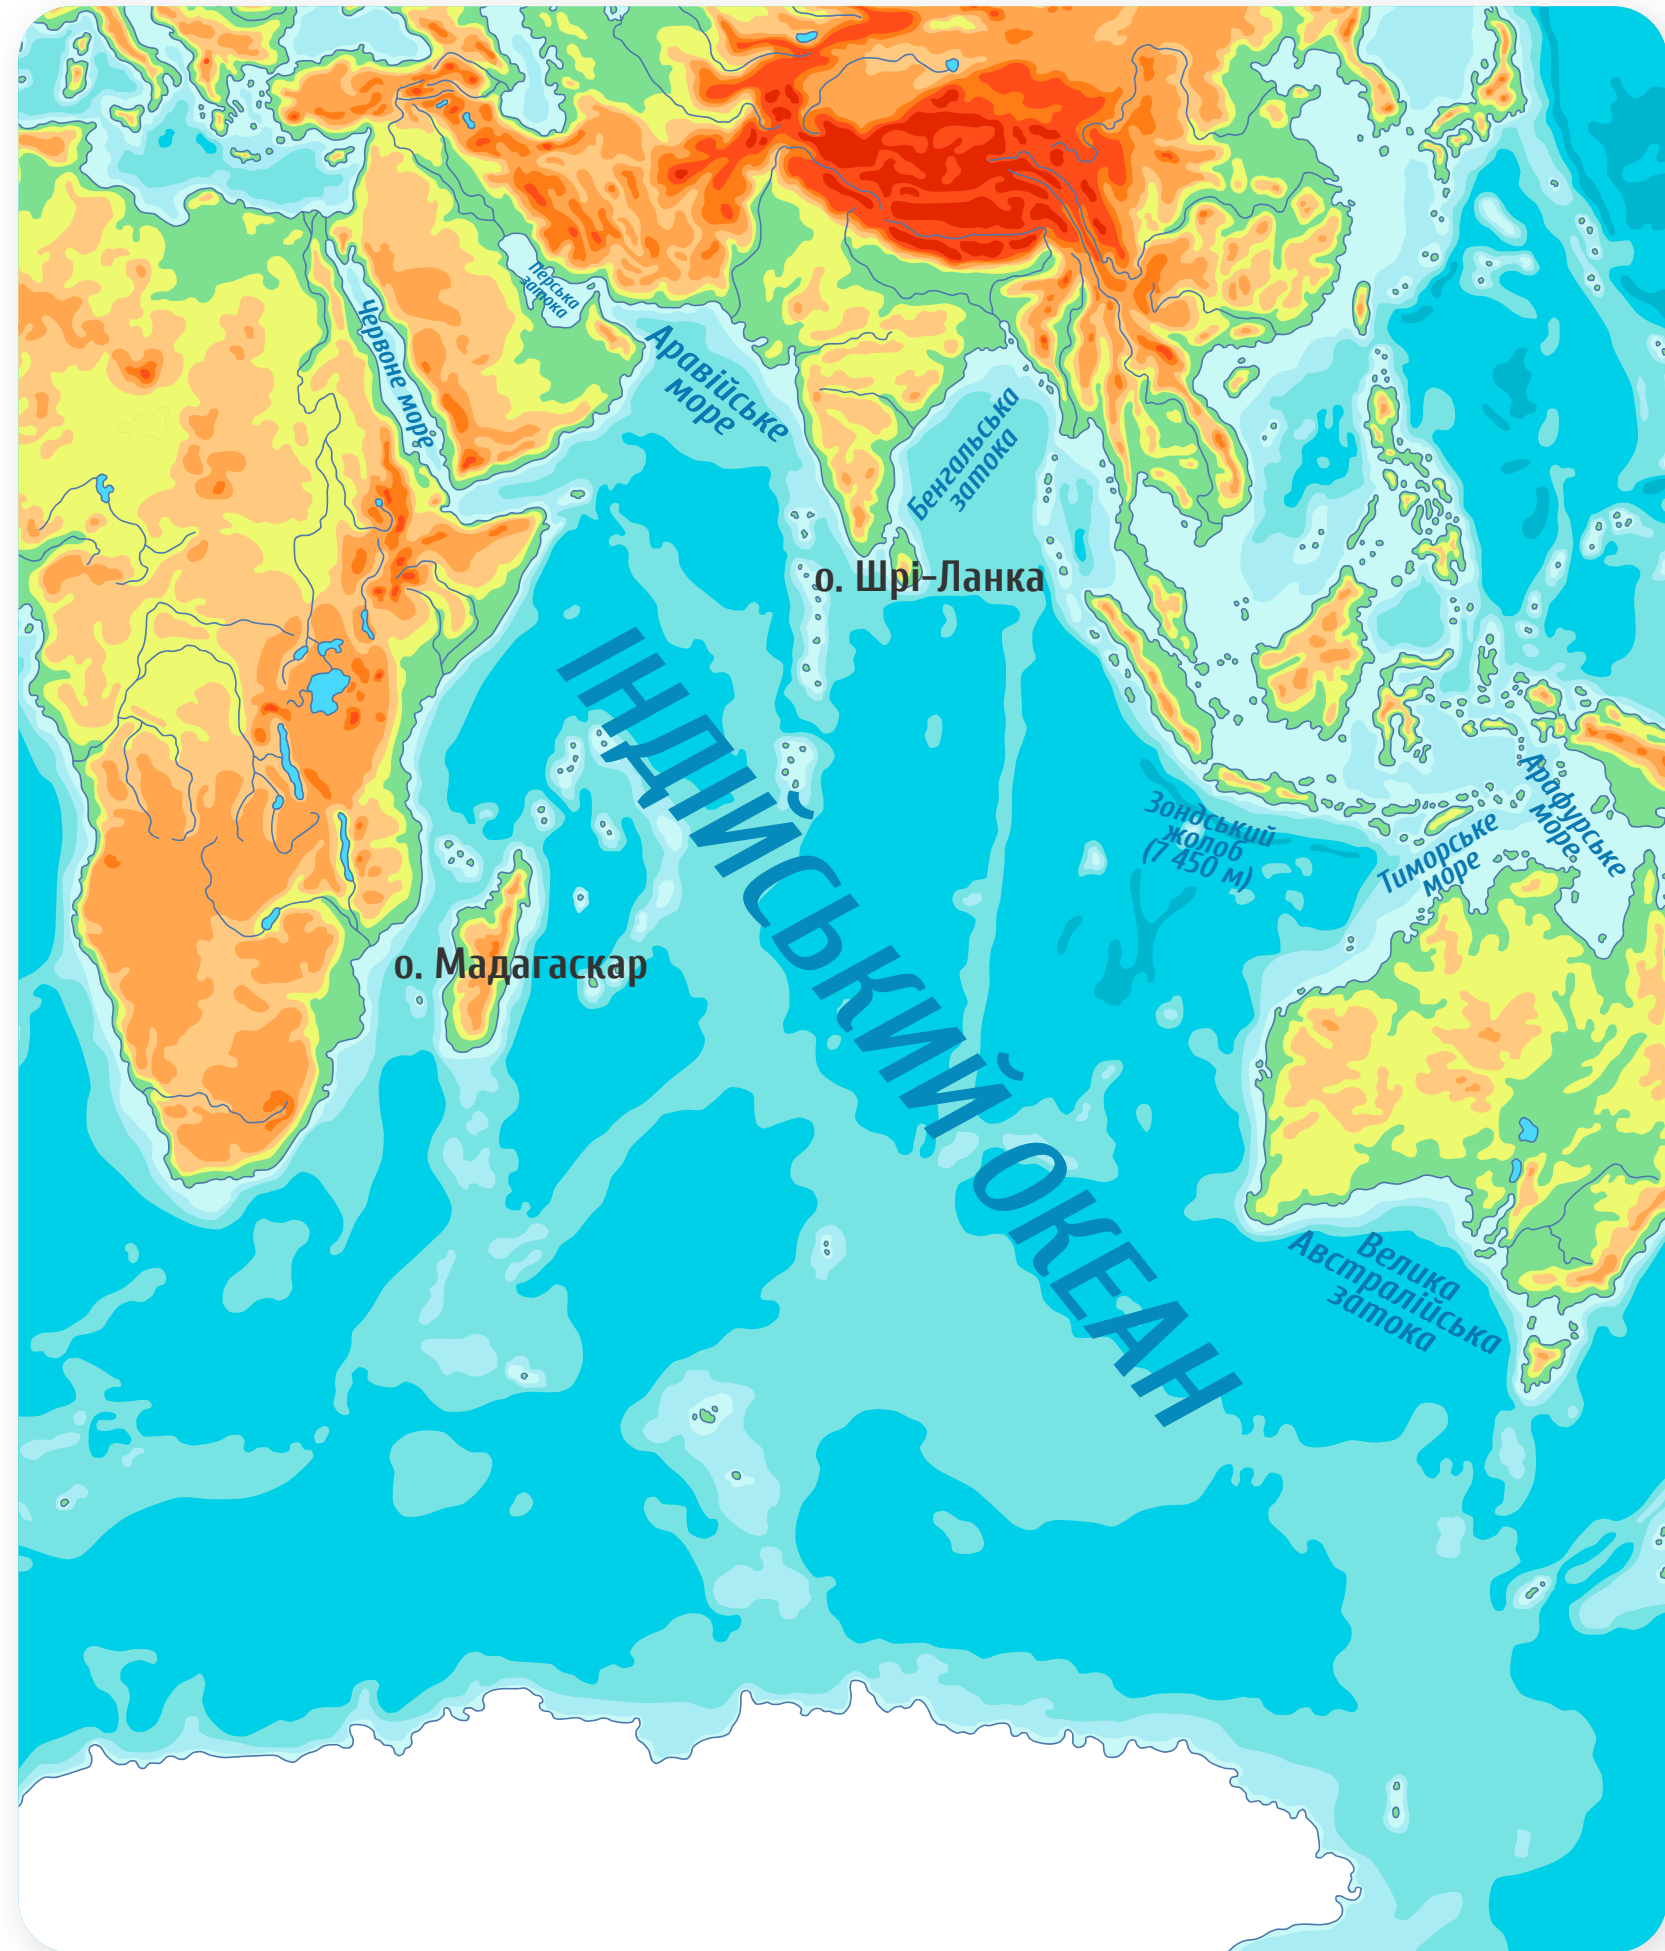 Перська
затока
Червоне море
Аравійське
море
Бенгальська
затока
о. Шрі-Ланка
ІНДІЙСЬКИЙ ОКЕАН
Зондський
жолоб
(7 450 м)
Арафурське
море
Тиморське
море
о. Мадагаскар
Велика
Австралійська
затока